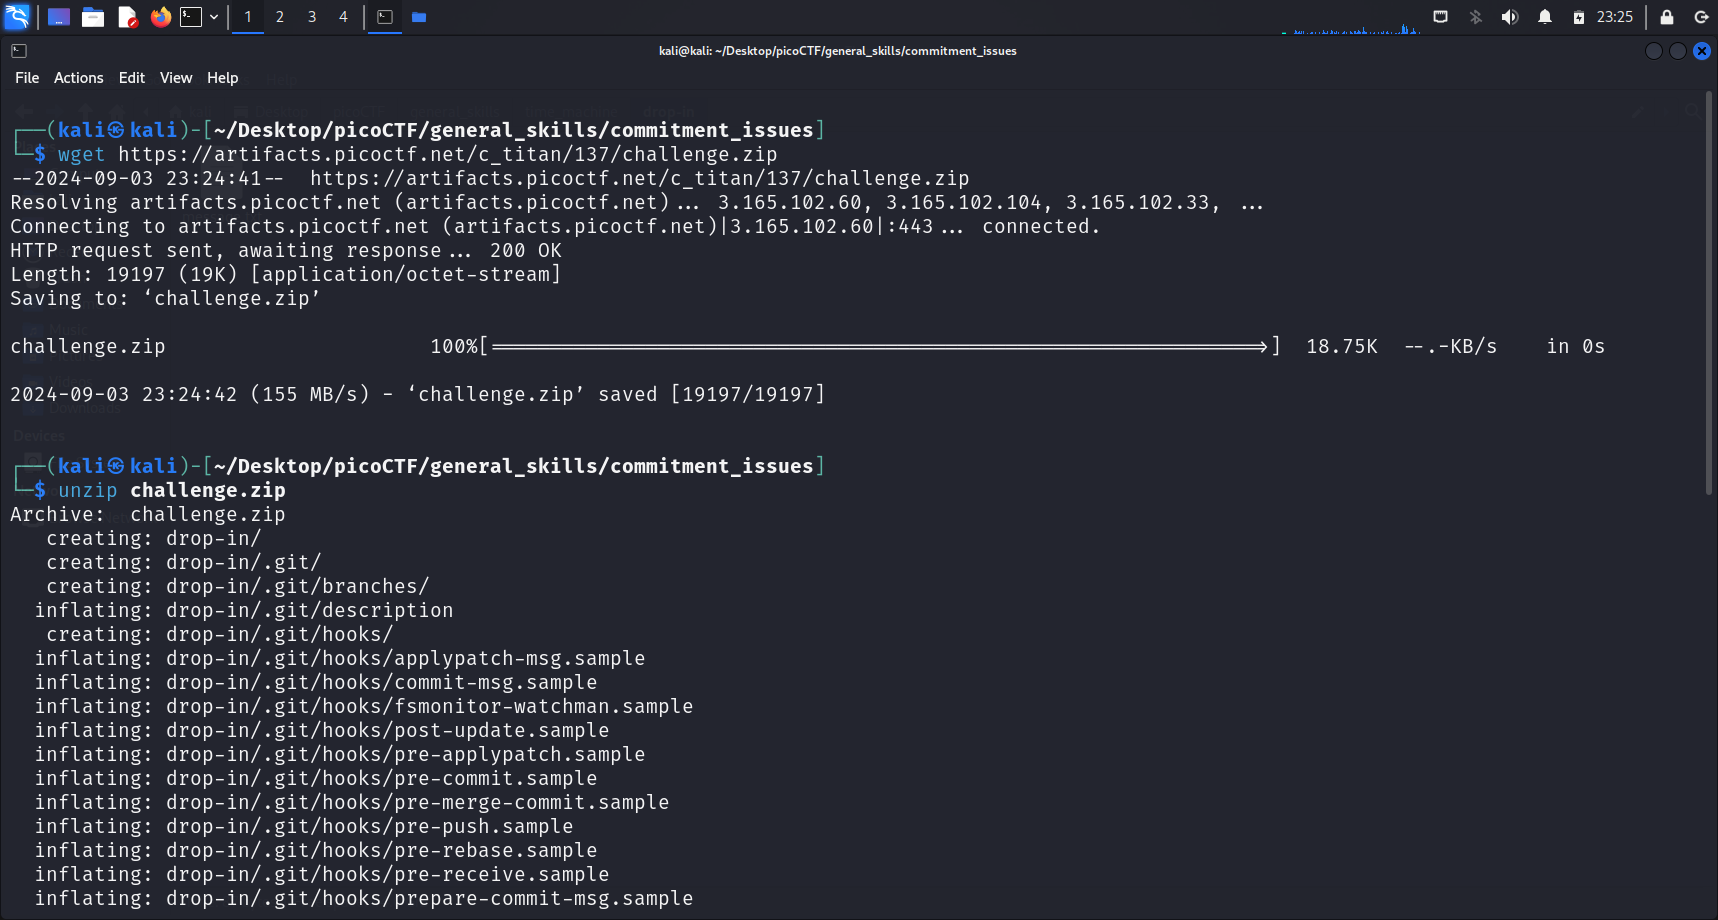 1 2 3 4 23:25
kali@kali: ~/Desktop/picoCTF/general_skills/commitment_issues
File Actions Edit View Help
┌──(kali㉿kali)-[~/Desktop/picoCTF/general_skills/commitment_issues]
└─$ wget https://artifacts.picoctf.net/c_titan/137/challenge.zip
--2024-09-03 23:24:41--  https://artifacts.picoctf.net/c_titan/137/challenge.zip
Resolving artifacts.picoctf.net (artifacts.picoctf.net)... 3.165.102.60, 3.165.102.104, 3.165.102.33, ...
Connecting to artifacts.picoctf.net (artifacts.picoctf.net)|3.165.102.60|:443... connected.
HTTP request sent, awaiting response... 200 OK
Length: 19197 (19K) [application/octet-stream]
Saving to: ‘challenge.zip’
challenge.zip 100%[================================================================>] 18.75K --.-KB/s in 0s
2024-09-03 23:24:42 (155 MB/s) - ‘challenge.zip’ saved [19197/19197]
Music
Downloads
Devices
┌──(kali㉿kali)-[~/Desktop/picoCTF/general_skills/commitment_issues]
└─$ unzip challenge.zip
Archive:  challenge.zip
   creating: drop-in/
   creating: drop-in/.git/
   creating: drop-in/.git/branches/
  inflating: drop-in/.git/description
   creating: drop-in/.git/hooks/
  inflating: drop-in/.git/hooks/applypatch-msg.sample
  inflating: drop-in/.git/hooks/commit-msg.sample
  inflating: drop-in/.git/hooks/fsmonitor-watchman.sample
  inflating: drop-in/.git/hooks/post-update.sample
  inflating: drop-in/.git/hooks/pre-applypatch.sample
  inflating: drop-in/.git/hooks/pre-commit.sample
  inflating: drop-in/.git/hooks/pre-merge-commit.sample
  inflating: drop-in/.git/hooks/pre-push.sample
  inflating: drop-in/.git/hooks/pre-rebase.sample
  inflating: drop-in/.git/hooks/pre-receive.sample
  inflating: drop-in/.git/hooks/prepare-commit-msg.sample